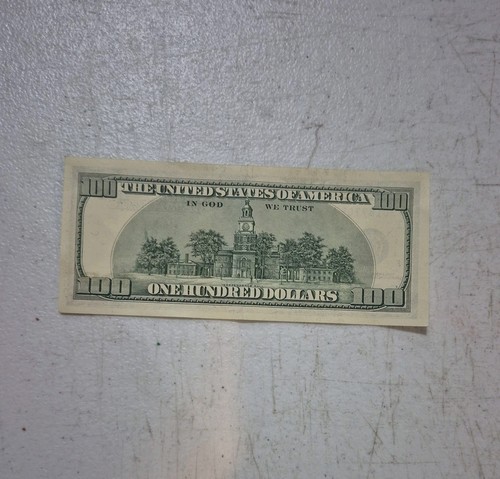 100 THE UNITED STATES OF AMERICA 100
IN GOD WE TRUST
100 ONE HUNDRED DOLLARS 100